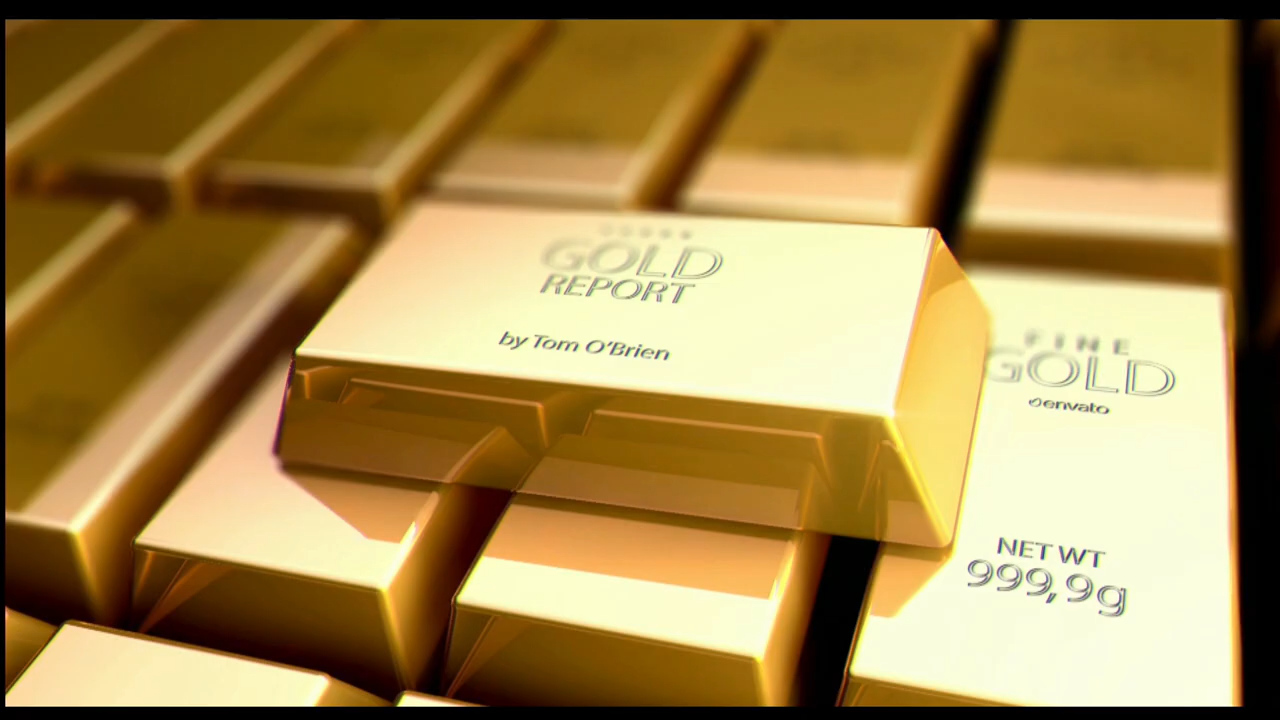 GOLD
REPORT
by Tom O'Brien
FINE
GOLD
envato
NET WT
999,9g